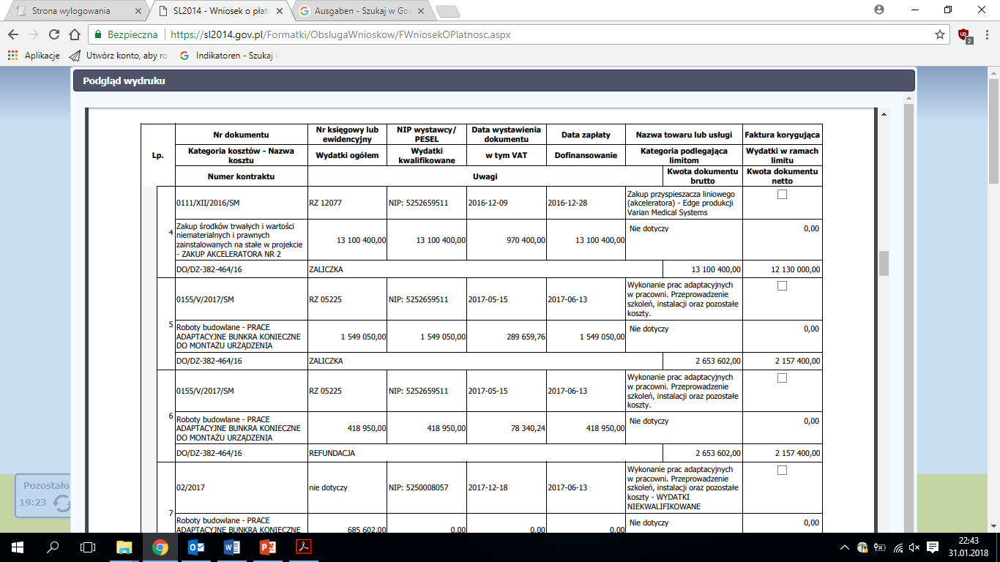 Strona wylogowania
SL2014 - Wniosek o płatn
Ausgaben - Szukaj w Goo
Bezpieczna
https://sl2014.gov.pl/Formatki/ObslugaWnioskow/FWniosekOPlatnosc.aspx
2
Aplikacje
Utwórz konto, aby ro
Indikatoren - Szukaj w
Podgląd wydruku
Lp.
Nr dokumentu
Nr księgowy lub
ewidencyjny
NIP wystawcy/
PESEL
Data wystawienia
dokumentu
Data zapłaty
Nazwa towaru lub usługi
Faktura korygująca
Kategoria kosztów - Nazwa
kosztu
Wydatki ogółem
Wydatki
kwalifikowane
w tym VAT
Dofinansowanie
Kategoria podlegająca
limitom
Wydatki w ramach
limitu
Numer kontraktu
Uwagi
Kwota dokumentu
brutto
Kwota dokumentu
netto
4
0111/XII/2016/SM
RZ 12077
NIP: 5252659511
2016-12-09
2016-12-28
Zakup przyspieszacza liniowego
(akceleratora) - Edge produkcji
Varian Medical Systems
Zakup środków trwałych i wartości
niematerialnych i prawnych
zainstalowanych na stałe w projekcie
- ZAKUP AKCELERATORA NR 2
13 100 400,00
13 100 400,00
970 400,00
13 100 400,00
Nie dotyczy
0,00
DO/DZ-382-464/16
ZALICZKA
13 100 400,00
12 130 000,00
5
0155/V/2017/SM
RZ 05225
NIP: 5252659511
2017-05-15
2017-06-13
Wykonanie prac adaptacyjnych
w pracowni. Przeprowadzenie
szkoleń, instalacji oraz pozostałe
koszty.
Roboty budowlane - PRACE
ADAPTACYJNE BUNKRA KONIECZNE
DO MONTAŻU URZĄDZENIA
1 549 050,00
1 549 050,00
289 659,76
1 549 050,00
Nie dotyczy
0,00
DO/DZ-382-464/16
ZALICZKA
2 653 602,00
2 157 400,00
6
0155/V/2017/SM
RZ 05225
NIP: 5252659511
2017-05-15
2017-06-13
Wykonanie prac adaptacyjnych
w pracowni. Przeprowadzenie
szkoleń, instalacji oraz pozostałe
koszty.
Roboty budowlane - PRACE
ADAPTACYJNE BUNKRA KONIECZNE
DO MONTAŻU URZĄDZENIA
418 950,00
418 950,00
78 340,24
418 950,00
Nie dotyczy
0,00
DO/DZ-382-464/16
REFUNDACJA
2 653 602,00
2 157 400,00
7
02/2017
nie dotyczy
NIP: 5250008057
2017-12-18
2017-06-13
Wykonanie prac adaptacyjnych
w pracowni. Przeprowadzenie
szkoleń, instalacji oraz pozostałe
koszty - WYDATKI
NIEKWALIFIKOWANE
Roboty budowlane - PRACE
ADAPTACYJNE BUNKRA KONIECZNE
685 602,00
0,00
0,00
0,00
Nie dotyczy
0,00
Pozostało
19:23
22:43
31.01.2018